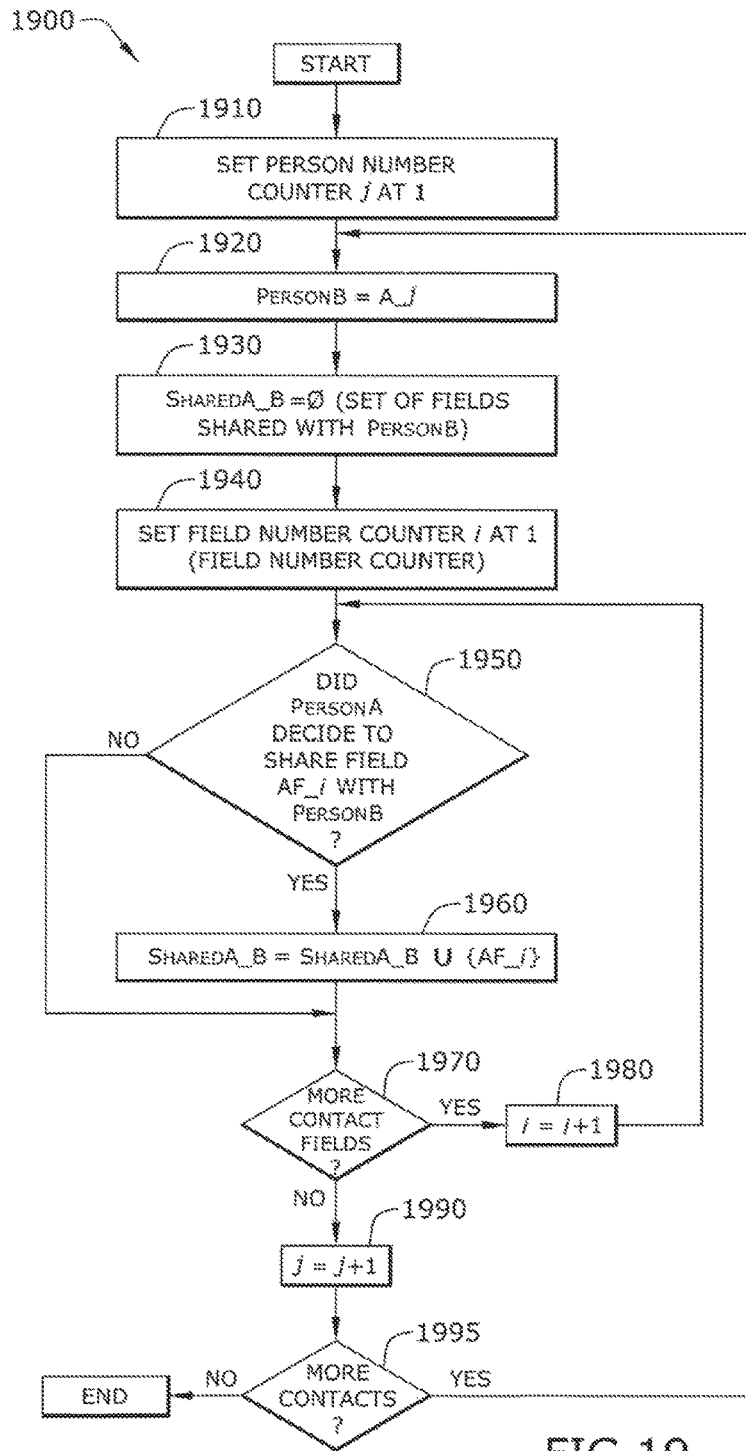 1900
START
1910
SET PERSON NUMBER
COUNTER j AT 1
1920
PERSONB = A_j
1930
SHAREDA_B =Ø (SET OF FIELDS
SHARED WITH PERSONB)
1940
SET FIELD NUMBER COUNTER i AT 1
(FIELD NUMBER COUNTER)
1950
DID
PERSONA
DECIDE TO
SHARE FIELD
AF_i WITH
PERSONB
?
NO
YES
1960
SHAREDA_B = SHAREDA_B U {AF_i}
1970
MORE
CONTACT
FIELDS
?
YES
1980
i = i+1
NO
1990
j = j+1
1995
MORE
CONTACTS
?
NO
END
YES
FIG.19